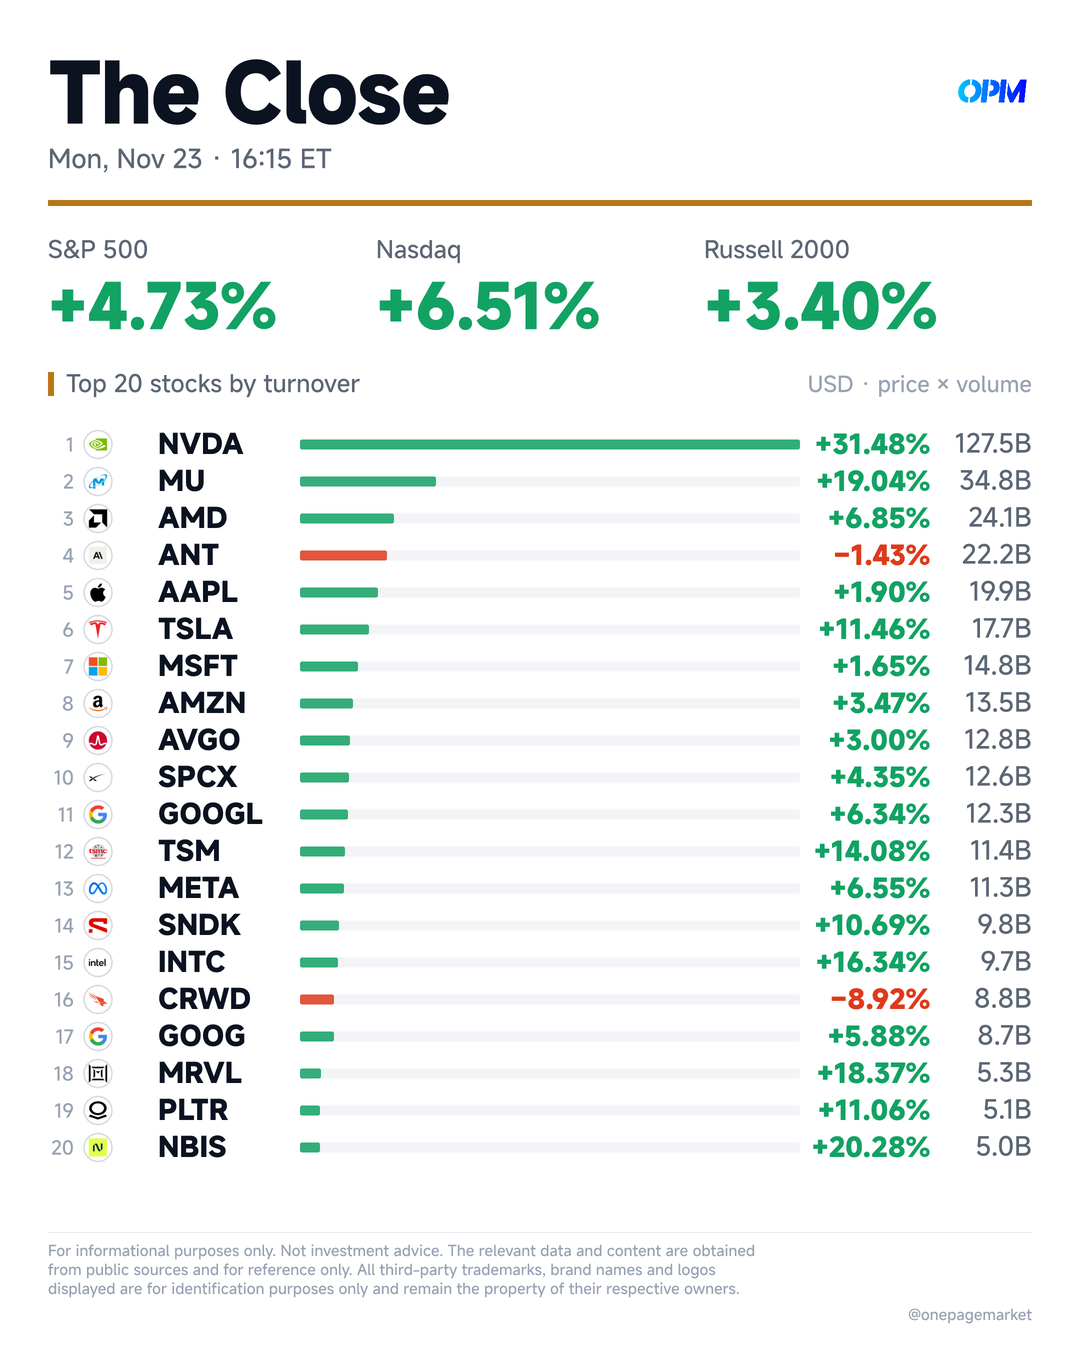 The Close
OPM
Mon, Nov 23 · 16:15 ET
S&P 500 Nasdaq Russell 2000
+4.73% +6.51% +3.40%
Top 20 stocks by turnover USD · price × volume
1 NVDA +31.48% 127.5B
2 MU +19.04% 34.8B
3 AMD +6.85% 24.1B
4 A\ ANT −1.43% 22.2B
5 AAPL +1.90% 19.9B
6 TSLA +11.46% 17.7B
7 MSFT +1.65% 14.8B
8 a AMZN +3.47% 13.5B
9 AVGO +3.00% 12.8B
10 SPCX +4.35% 12.6B
11 G GOOGL +6.34% 12.3B
12 tsmc TSM +14.08% 11.4B
13 META +6.55% 11.3B
14 SNDK +10.69% 9.8B
15 intel INTC +16.34% 9.7B
16 CRWD −8.92% 8.8B
17 G GOOG +5.88% 8.7B
18 MRVL +18.37% 5.3B
19 PLTR +11.06% 5.1B
20 N NBIS +20.28% 5.0B
For informational purposes only. Not investment advice. The relevant data and content are obtained
from public sources and for reference only. All third-party trademarks, brand names and logos
displayed are for identification purposes only and remain the property of their respective owners.
@onepagemarket